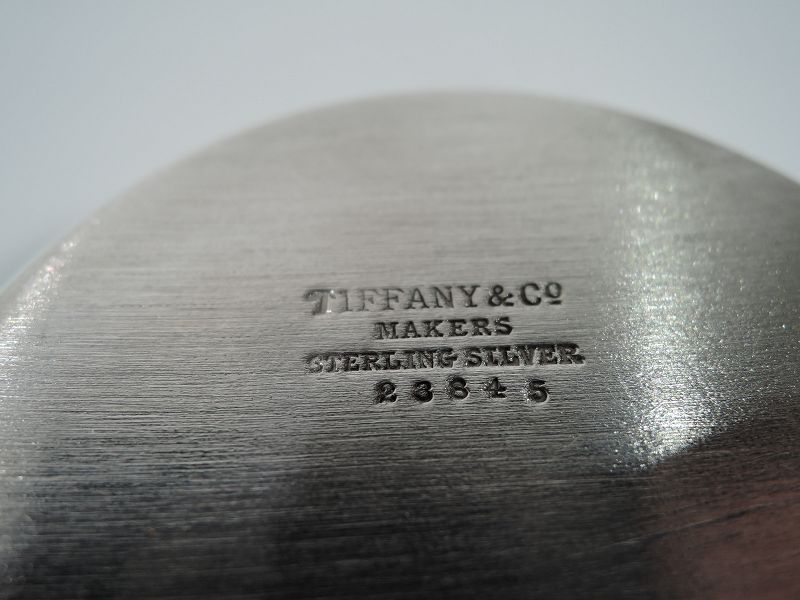 TIFFANY & Co
MAKERS
STERLING SILVER
23845